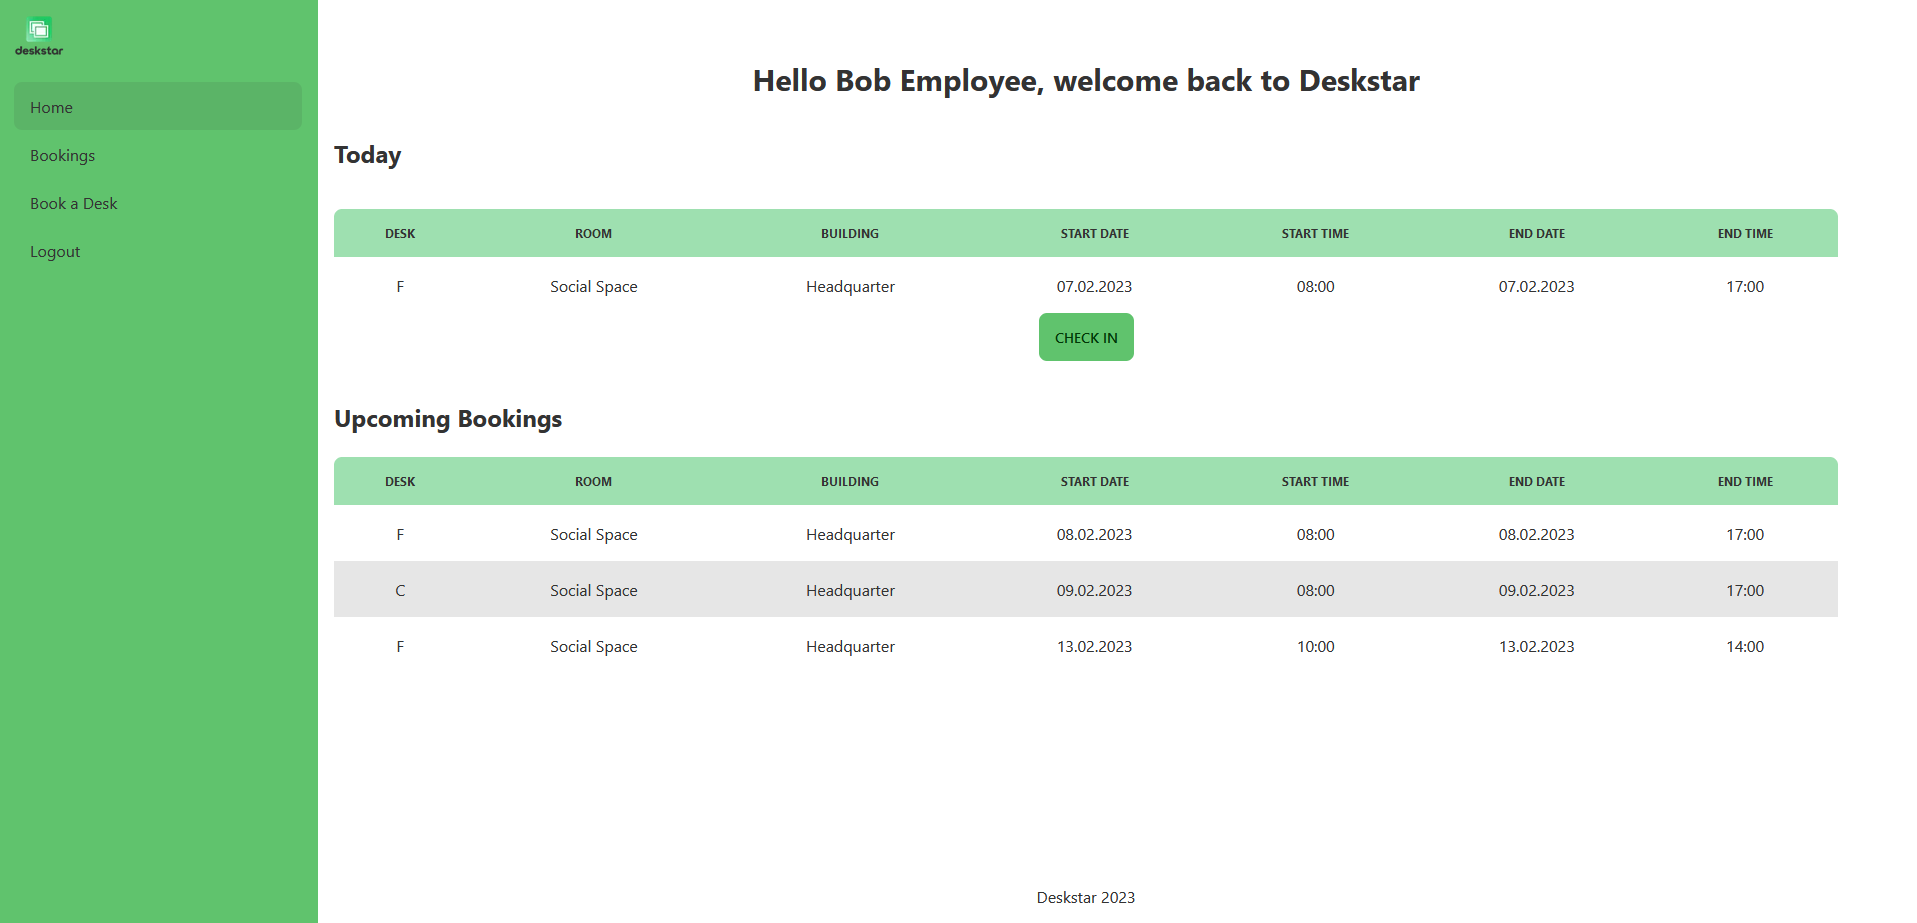 deskstar
Home
Bookings
Book a Desk
Logout
Hello Bob Employee, welcome back to Deskstar
Today
DESK ROOM BUILDING START DATE START TIME END DATE END TIME
F Social Space Headquarter 07.02.2023 08:00 07.02.2023 17:00
CHECK IN
Upcoming Bookings
DESK ROOM BUILDING START DATE START TIME END DATE END TIME
F Social Space Headquarter 08.02.2023 08:00 08.02.2023 17:00
C Social Space Headquarter 09.02.2023 08:00 09.02.2023 17:00
F Social Space Headquarter 13.02.2023 10:00 13.02.2023 14:00
Deskstar 2023